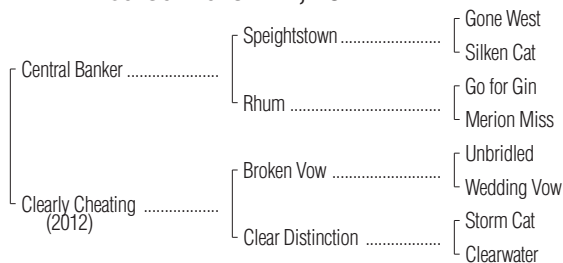 Gone West
Speightstown
Silken Cat
Central Banker
Go for Gin
Rhum
Merion Miss
Unbridled
Broken Vow
Wedding Vow
Clearly Cheating
(2012)
Storm Cat
Clear Distinction
Clearwater